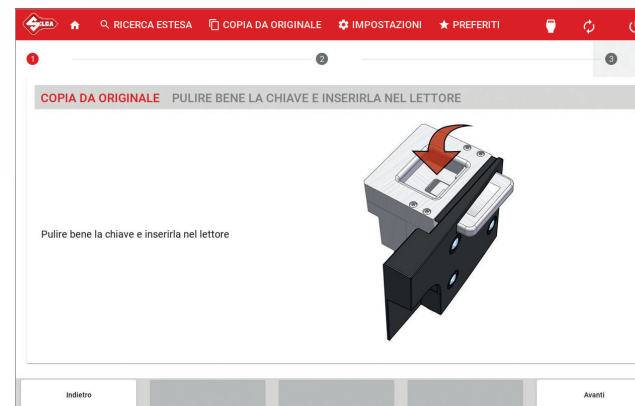 SILCA
RICERCA ESTESA COPIA DA ORIGINALE IMPOSTAZIONI PREFERITI
1 2 3
COPIA DA ORIGINALE PULIRE BENE LA CHIAVE E INSERIRLA NEL LETTORE
Pulire bene la chiave e inserirla nel lettore
Indietro Avanti